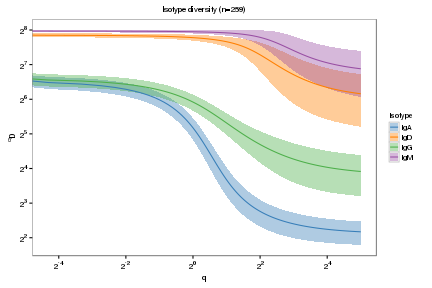 Isotype diversity (n=259)
2^8
2^7
2^6
2^5
2^4
2^3
2^2
qD
2^-4
2^-2
2^0
2^2
2^4
q
Isotype
IgA
IgD
IgG
IgM